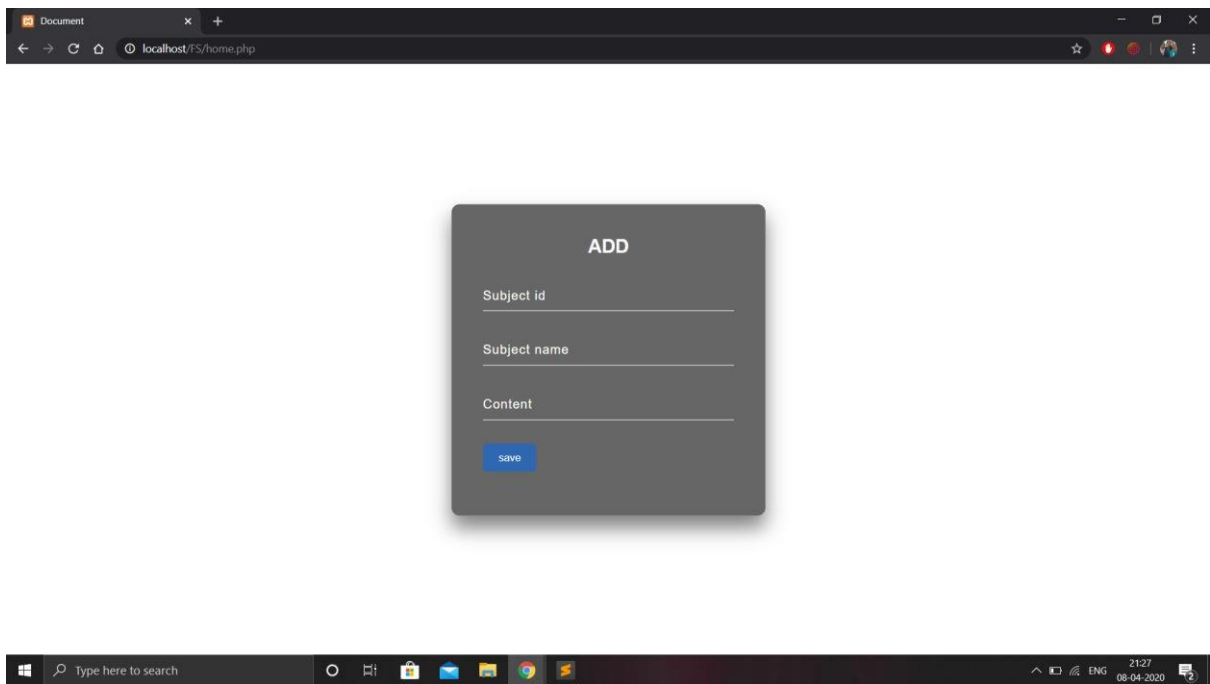 Document
localhost/FS/home.php
ADD
Subject id
Subject name
Content
save
Type here to search
ENG
21:27
08-04-2020
2